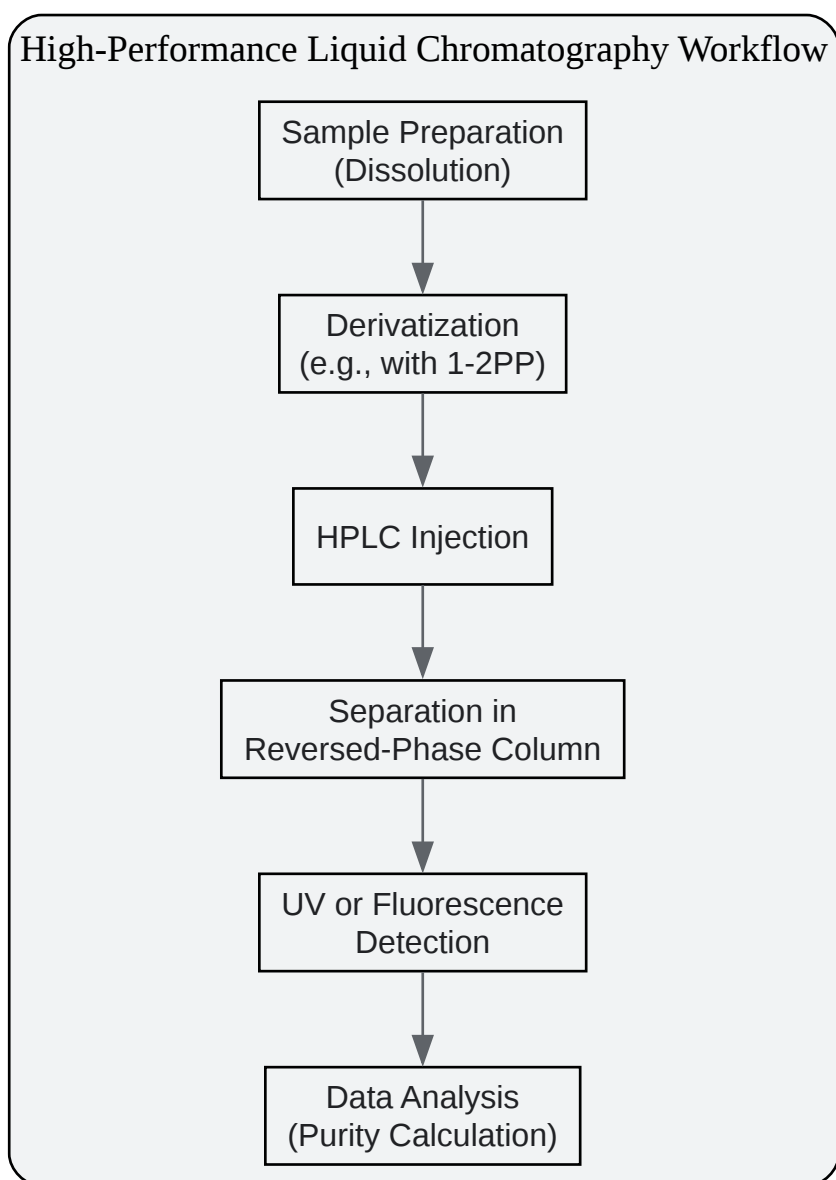 High-Performance Liquid Chromatography Workflow
Sample Preparation
(Dissolution)
Derivatization
(e.g., with 1-2PP)
HPLC Injection
Separation in
Reversed-Phase Column
UV or Fluorescence
Detection
Data Analysis
(Purity Calculation)